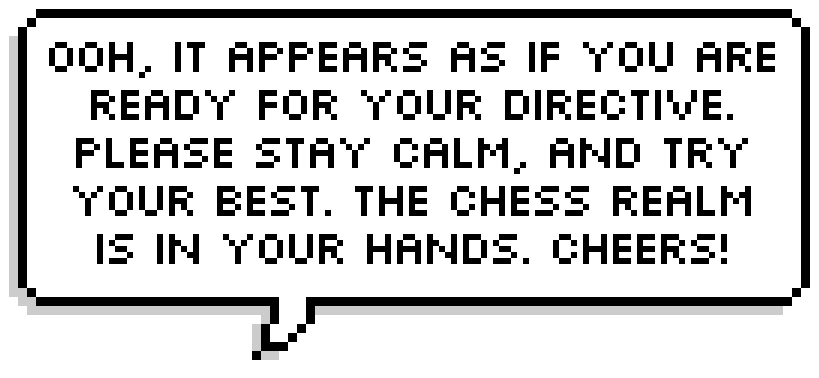 OOH, IT APPEARS AS IF YOU ARE
READY FOR YOUR DIRECTIVE.
PLEASE STAY CALM, AND TRY
YOUR BEST. THE CHESS REALM
IS IN YOUR HANDS. CHEERS!